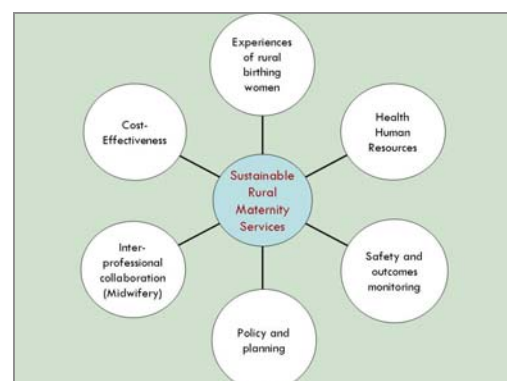 Experiences
of rural
birthing
women
Cost-
Effectiveness
Health
Human
Resources
Sustainable
Rural
Maternity
Services
Inter-
professional
collaboration
(Midwifery)
Safety and
outcomes
monitoring
Policy and
planning